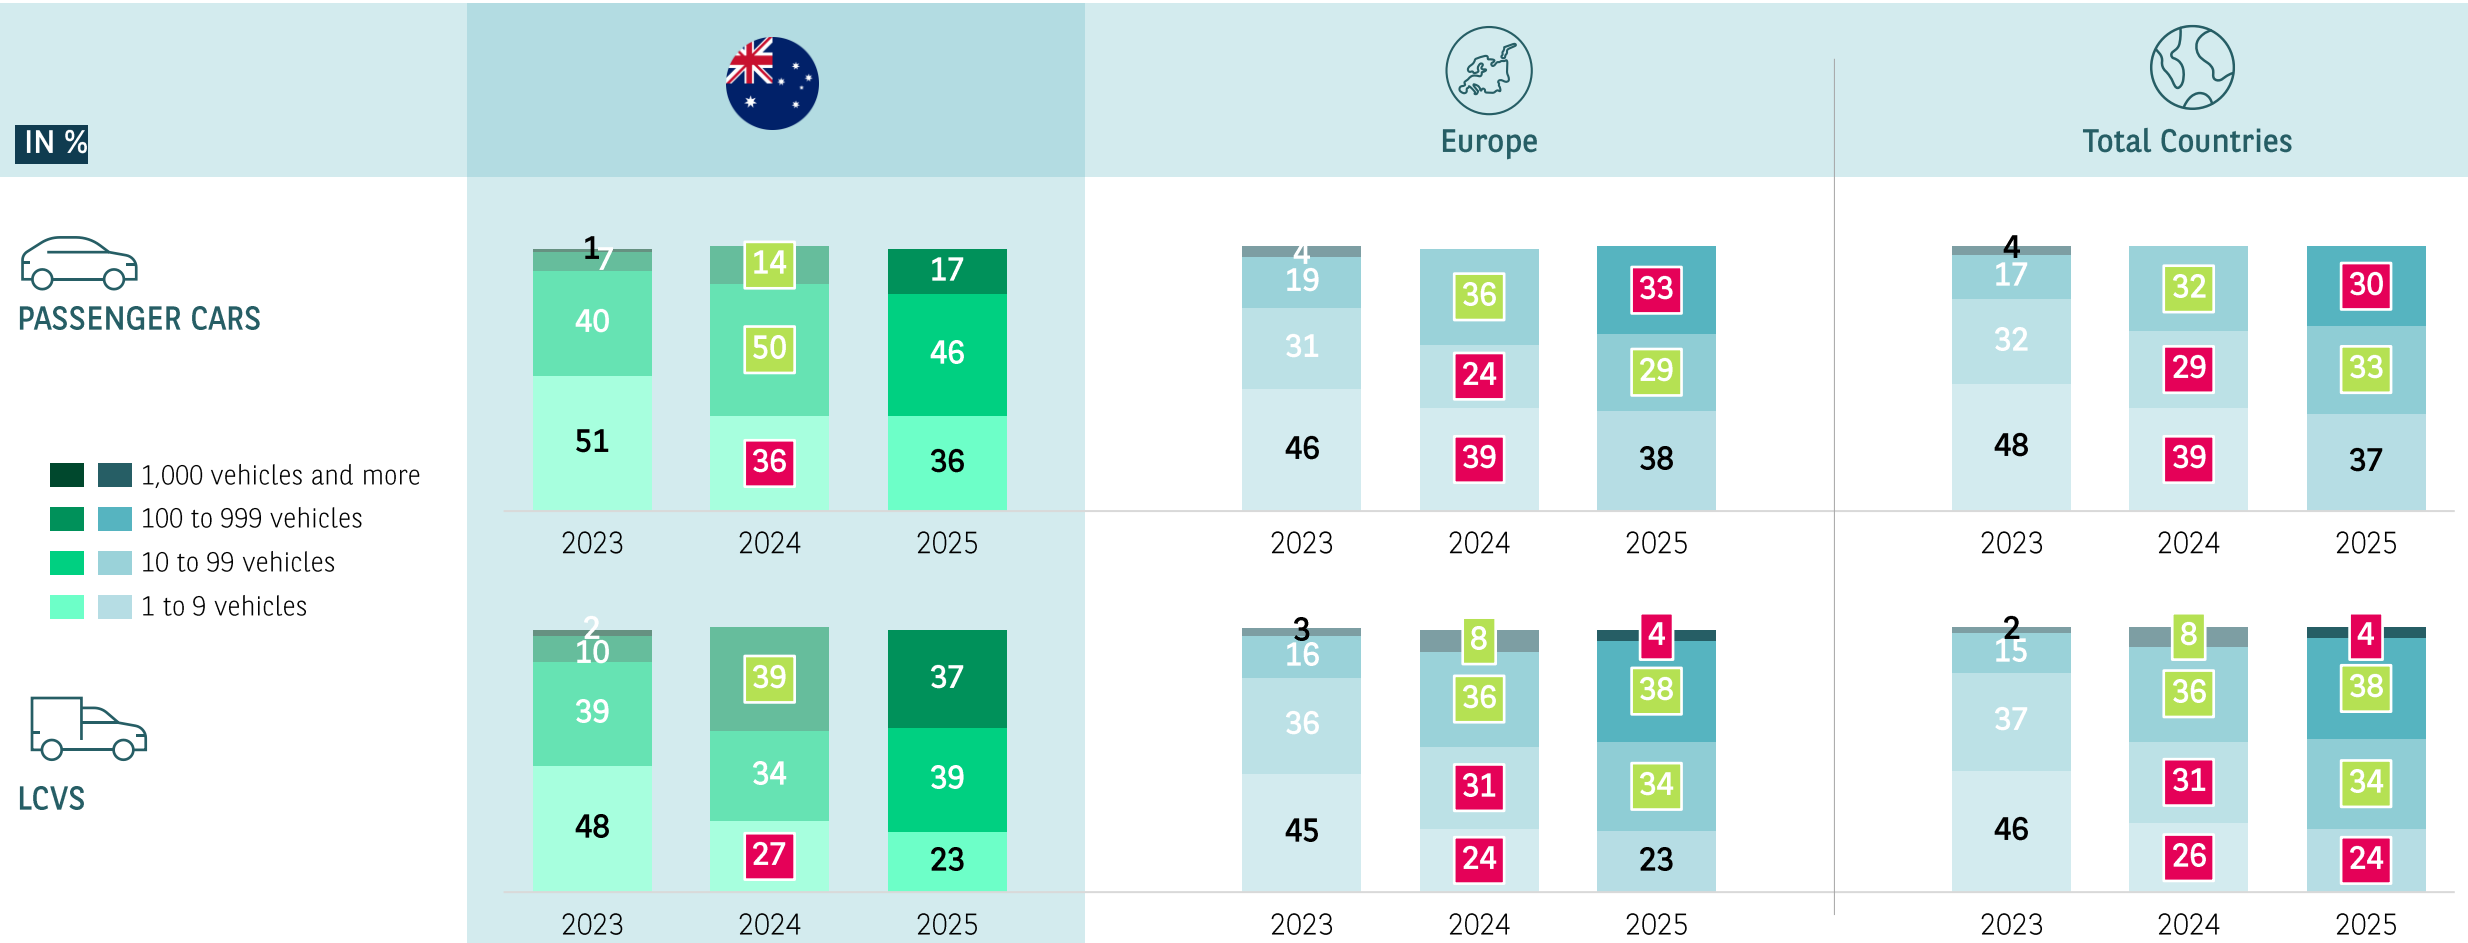 IN %
Europe
Total Countries
PASSENGER CARS
1 7 40 51
14 50 36
17 46 36
4 19 31 46
36 24 39
33 29 38
4 17 32 48
32 29 39
30 33 37
2023 2024 2025 2023 2024 2025 2023 2024 2025
1,000 vehicles and more
100 to 999 vehicles
10 to 99 vehicles
1 to 9 vehicles
LCVS
2 10 39 48
39 34 27
37 39 23
3 16 36 45
8 36 31 24
4 38 34 23
2 15 37 46
8 36 31 26
4 38 34 24
2023 2024 2025 2023 2024 2025 2023 2024 2025